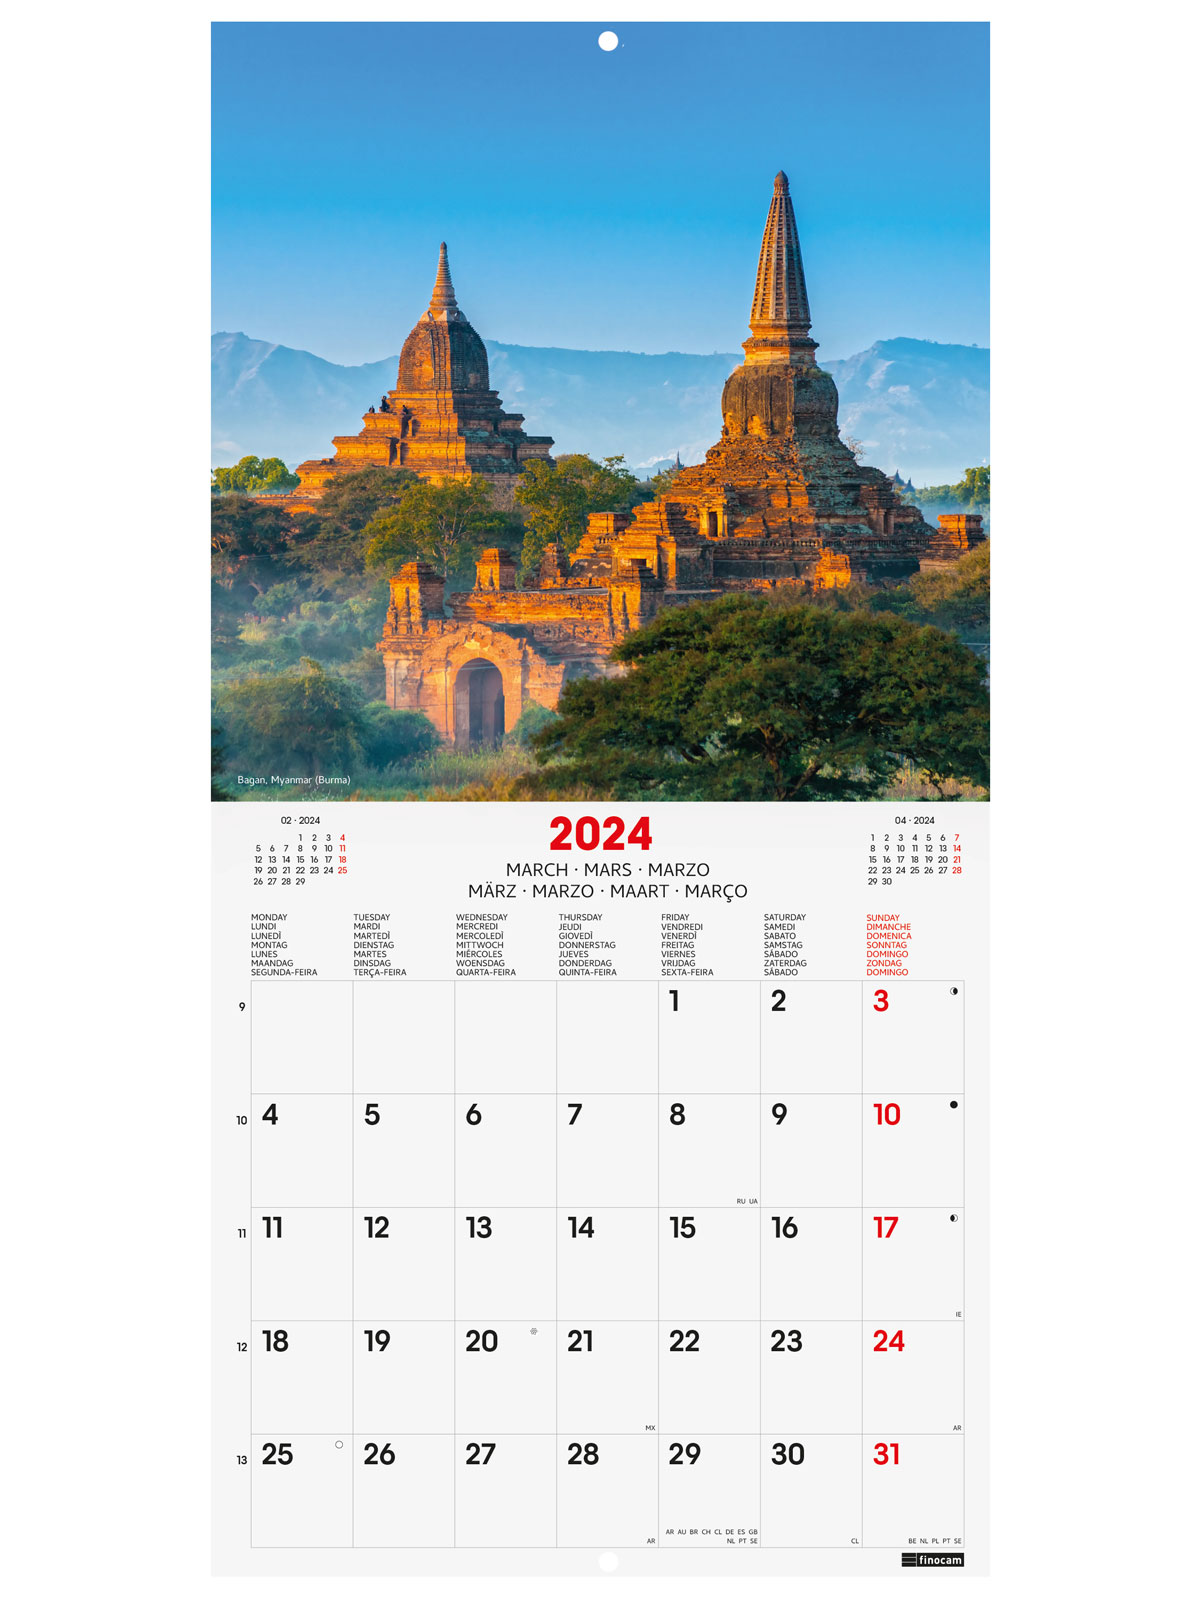 Bagan, Myanmar (Burma)
02 · 2024
1 2 3 4
5 6 7 8 9 10 11
12 13 14 15 16 17 18
19 20 21 22 23 24 25
26 27 28 29
2024
MARCH · MARS · MARZO
MÄRZ · MARZO · MAART · MARÇO
04 · 2024
1 2 3 4 5 6 7
8 9 10 11 12 13 14
15 16 17 18 19 20 21
22 23 24 25 26 27 28
29 30
MONDAY TUESDAY WEDNESDAY THURSDAY FRIDAY SATURDAY SUNDAY
LUNDI MARDI MERCREDI JEUDI VENDREDI SAMEDI DIMANCHE
LUNEDÌ MARTEDÌ MERCOLEDÌ GIOVEDÌ VENERDÌ SABATO DOMENICA
MONTAG DIENSTAG MITTWOCH DONNERSTAG FREITAG SAMSTAG SONNTAG
LUNES MARTES MIÉRCOLES JUEVES VIERNES SÁBADO DOMINGO
MAANDAG DINSDAG WOENSDAG DONDERDAG VRIJDAG ZATERDAG ZONDAG
SEGUNDA-FEIRA TERÇA-FEIRA QUARTA-FEIRA QUINTA-FEIRA SEXTA-FEIRA SÁBADO DOMINGO
9 1 2 3
10 4 5 6 7 8 9 10
RU UA
11 11 12 13 14 15 16 17
IE
12 18 19 20 21 22 23 24
MX AR
13 25 26 27 28 29 30 31
AR AU BR CH CL DE ES GB
AR NL PT SE CL BE NL PL PT SE
finocam